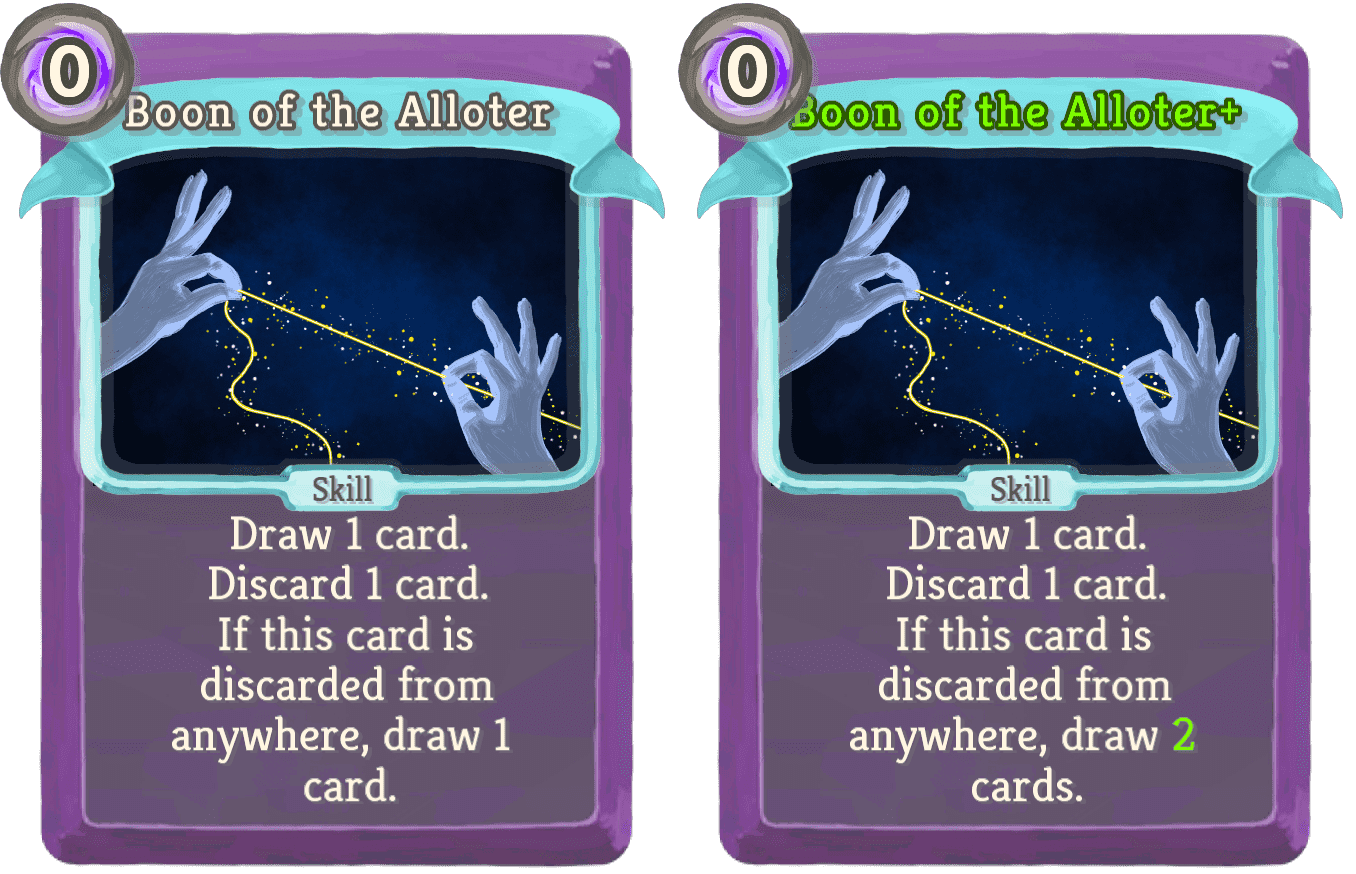 0
Boon of the Alloter
Skill
Draw 1 card.
Discard 1 card.
If this card is
discarded from
anywhere, draw 1
card.
0
Boon of the Alloter+
Skill
Draw 1 card.
Discard 1 card.
If this card is
discarded from
anywhere, draw 2
cards.